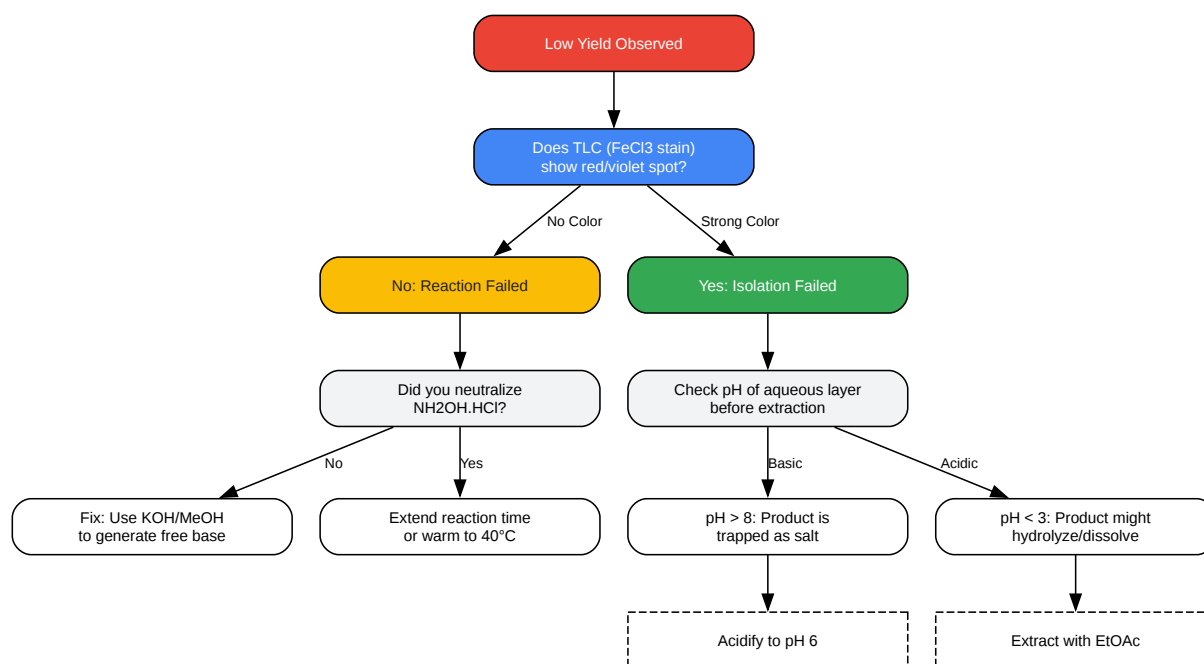 Low Yield Observed
Does TLC (FeCl3 stain)
show red/violet spot?
No Color
Strong Color
No: Reaction Failed
Yes: Isolation Failed
Did you neutralize
NH2OH.HCl?
Check pH of aqueous layer
before extraction
No
Yes
Basic
Acidic
Fix: Use KOH/MeOH
to generate free base
Extend reaction time
or warm to 40°C
pH > 8: Product is
trapped as salt
pH < 3: Product might
hydrolyze/dissolve
Acidify to pH 6
Extract with EtOAc